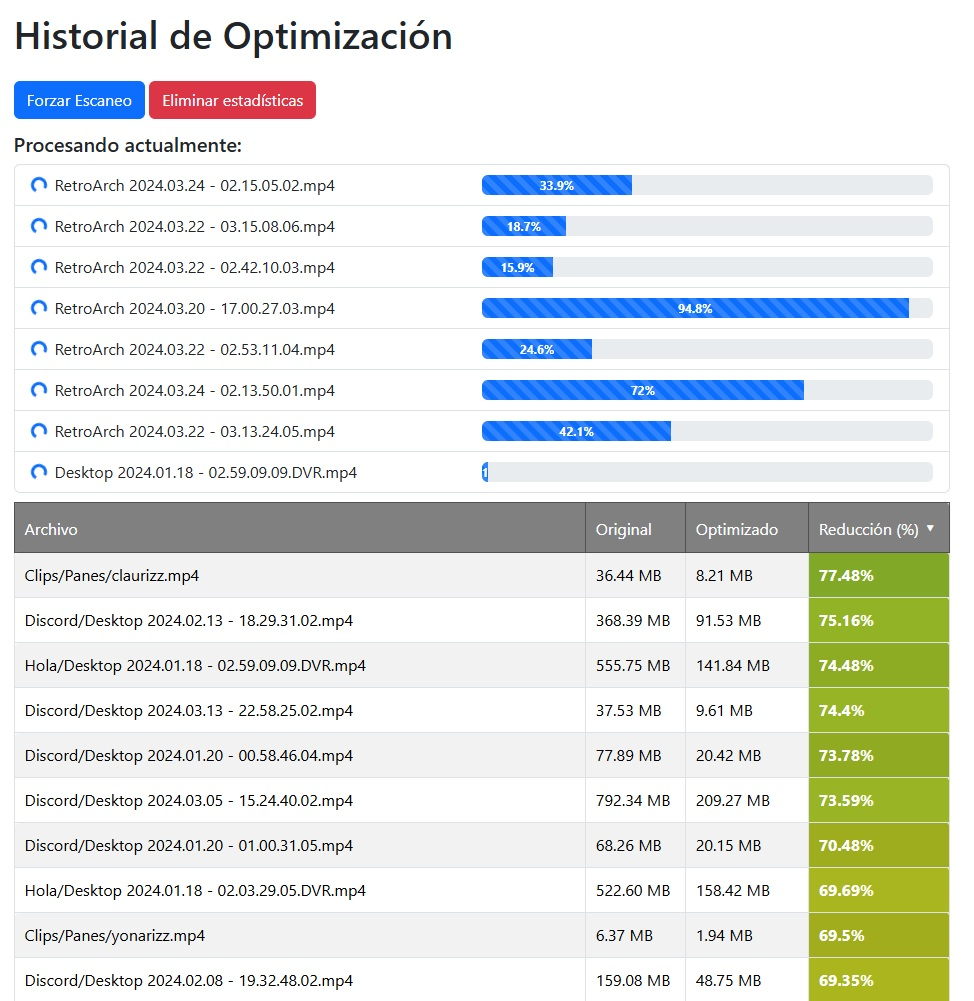 Historial de Optimización
Forzar Escaneo Eliminar estadísticas
Procesando actualmente:
RetroArch 2024.03.24 - 02.15.05.02.mp4 33.9%
RetroArch 2024.03.22 - 03.15.08.06.mp4 18.7%
RetroArch 2024.03.22 - 02.42.10.03.mp4 15.9%
RetroArch 2024.03.20 - 17.00.27.03.mp4 94.8%
RetroArch 2024.03.22 - 02.53.11.04.mp4 24.6%
RetroArch 2024.03.24 - 02.13.50.01.mp4 72%
RetroArch 2024.03.22 - 03.13.24.05.mp4 42.1%
Desktop 2024.01.18 - 02.59.09.09.DVR.mp4
Archivo Original Optimizado Reducción (%) ▼
Clips/Panes/claurizz.mp4 36.44 MB 8.21 MB 77.48%
Discord/Desktop 2024.02.13 - 18.29.31.02.mp4 368.39 MB 91.53 MB 75.16%
Hola/Desktop 2024.01.18 - 02.59.09.09.DVR.mp4 555.75 MB 141.84 MB 74.48%
Discord/Desktop 2024.03.13 - 22.58.25.02.mp4 37.53 MB 9.61 MB 74.4%
Discord/Desktop 2024.01.20 - 00.58.46.04.mp4 77.89 MB 20.42 MB 73.78%
Discord/Desktop 2024.03.05 - 15.24.40.02.mp4 792.34 MB 209.27 MB 73.59%
Discord/Desktop 2024.01.20 - 01.00.31.05.mp4 68.26 MB 20.15 MB 70.48%
Hola/Desktop 2024.01.18 - 02.03.29.05.DVR.mp4 522.60 MB 158.42 MB 69.69%
Clips/Panes/yonarizz.mp4 6.37 MB 1.94 MB 69.5%
Discord/Desktop 2024.02.08 - 19.32.48.02.mp4 159.08 MB 48.75 MB 69.35%